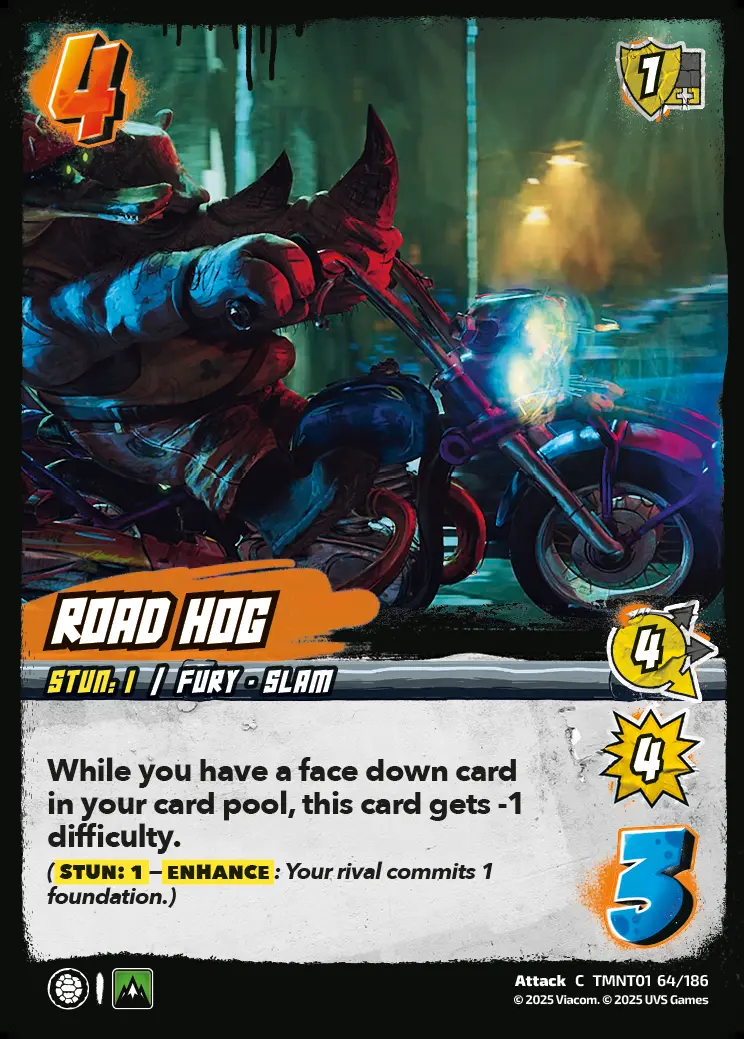 4
1
ROAD HOG
4
STUN: 1 / FURY · SLAM
4
While you have a face down card
in your card pool, this card gets -1
difficulty.
(STUN: 1 – ENHANCE: Your rival commits 1
foundation.)
3
Attack C TMNT01 64/186
© 2025 Viacom. © 2025 UVS Games